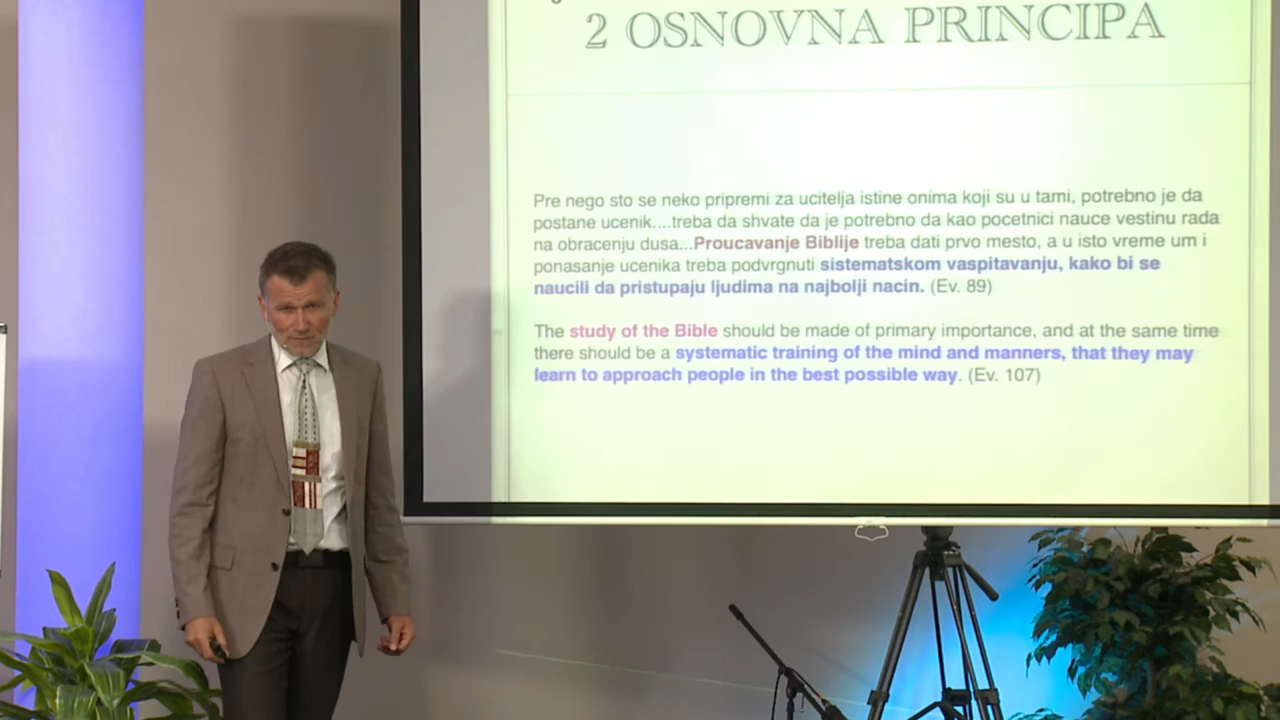 2 OSNOVNA PRINCIPA
Pre nego sto se neko pripremi za ucitelja istine onima koji su u tami, potrebno je da
postane ucenik....treba da shvate da je potrebno da kao pocetnici nauce vestinu rada
na obracenju dusa...Proucavanje Biblije treba dati prvo mesto, a u isto vreme um i
ponasanje ucenika treba podvrgnuti sistematskom vaspitavanju, kako bi se
naucili da pristupaju ljudima na najbolji nacin. (Ev. 89)
The study of the Bible should be made of primary importance, and at the same time
there should be a systematic training of the mind and manners, that they may
learn to approach people in the best possible way. (Ev. 107)